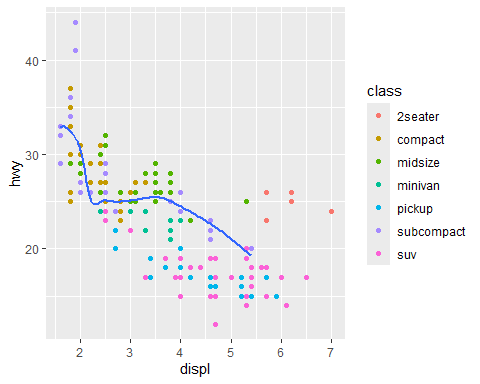 hwy
40
30
20
2
3
4
5
6
7
displ
class
2seater
compact
midsize
minivan
pickup
subcompact
suv